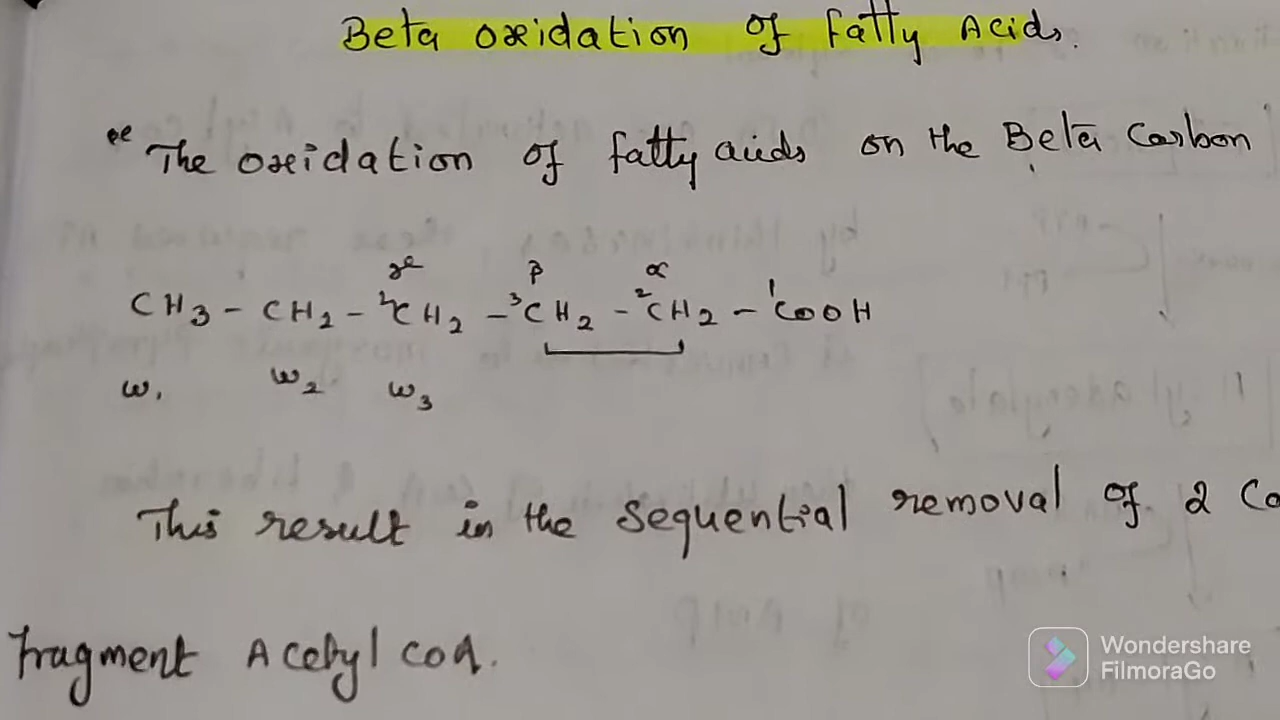 Beta oxidation of fatty Acids.
The oxidation of fatty acids on the Beta Carbon
γ β α
CH3 - CH2 - 4CH2 - 3CH2 - 2CH2 - 1COOH
ω1 ω2 ω3
This result in the sequential removal of 2 Ca
fragment Acetyl coA.
Wondershare
FilmoraGo